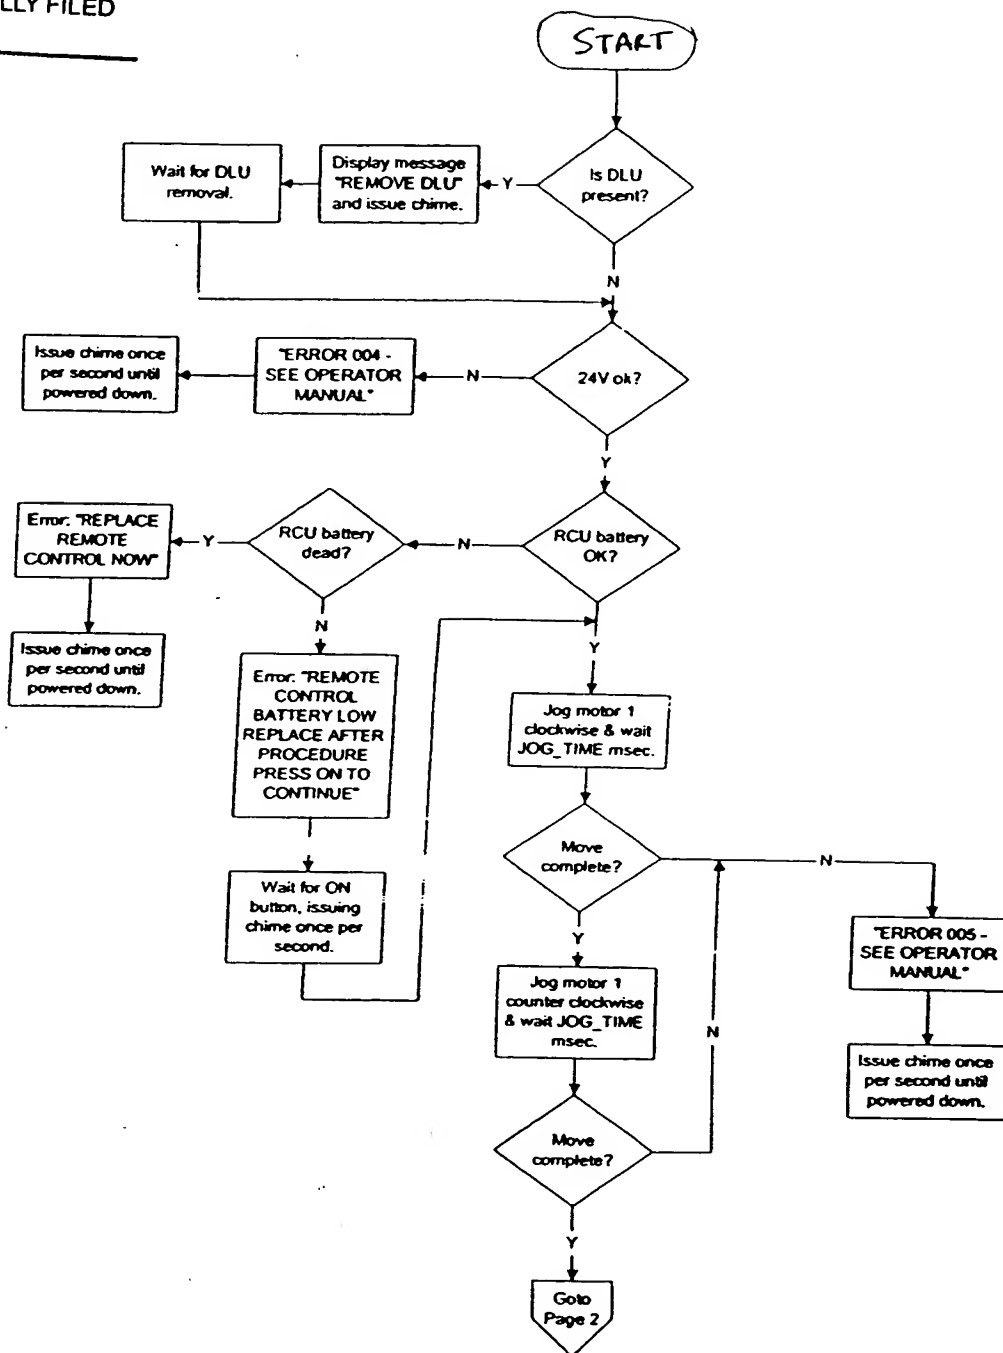 LLY FILED
START
Is DLU
present?
Y
Display message
"REMOVE DLU"
and issue chime.
Wait for DLU
removal.
N
24V ok?
N
"ERROR 004 -
SEE OPERATOR
MANUAL"
Issue chime once
per second until
powered down.
Y
RCU battery
OK?
N
RCU battery
dead?
Y
Error: "REPLACE
REMOTE
CONTROL NOW"
Issue chime once
per second until
powered down.
N
Error: "REMOTE
CONTROL
BATTERY LOW
REPLACE AFTER
PROCEDURE
PRESS ON TO
CONTINUE"
Wait for ON
button, issuing
chime once per
second.
Y
Jog motor 1
clockwise & wait
JOG_TIME msec.
Move
complete?
N
"ERROR 005 -
SEE OPERATOR
MANUAL"
Issue chime once
per second until
powered down.
Y
Jog motor 1
counter clockwise
& wait JOG_TIME
msec.
N
Move
complete?
Y
Goto
Page 2